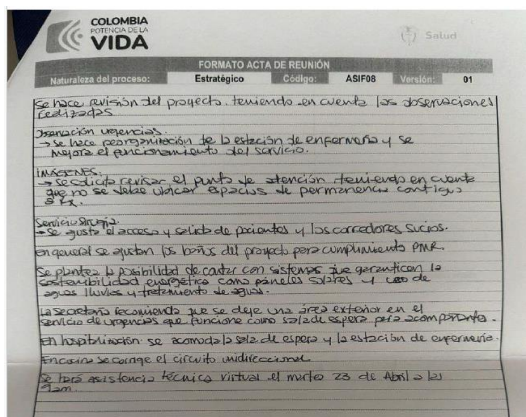 COLOMBIA
POTENCIA DE LA
VIDA
Salud
FORMATO ACTA DE REUNIÓN
Naturaleza del proceso: Estratégico Código: ASIF08 Versión: 01
Se hace revisión del proyecto, teniendo en cuenta las observaciones
realizadas
Observación urgencias.
→ se hace reorganización de la estación de enfermería y se
mejora el funcionamiento del servicio.
IMÁGENES.
→ se solicita revisar el punto de atención teniendo en cuenta
que no se debe ubicar espacios de permanencia contiguo
a RX.
Servicio Cirugía.
→ Se ajusta el acceso y salida de pacientes y los corredores sucios.
en general se ajustan los baños del proyecto para cumplimiento PMR.
Se plantea la posibilidad de contar con sistemas que garanticen la
sostenibilidad energética como páneles solares y uso de
aguas lluvias y tratamiento de aguas.
La secretaría recomienda que se deje una área exterior en el
servicio de urgencias que funcione como sala de espera para acompañantes.
En hospitalización se acomoda la sala de espera y la estación de enfermería.
En cocina se corrige el circuito unidireccional
Se hará asistencia técnica virtual el martes 23 de Abril a las
9am.